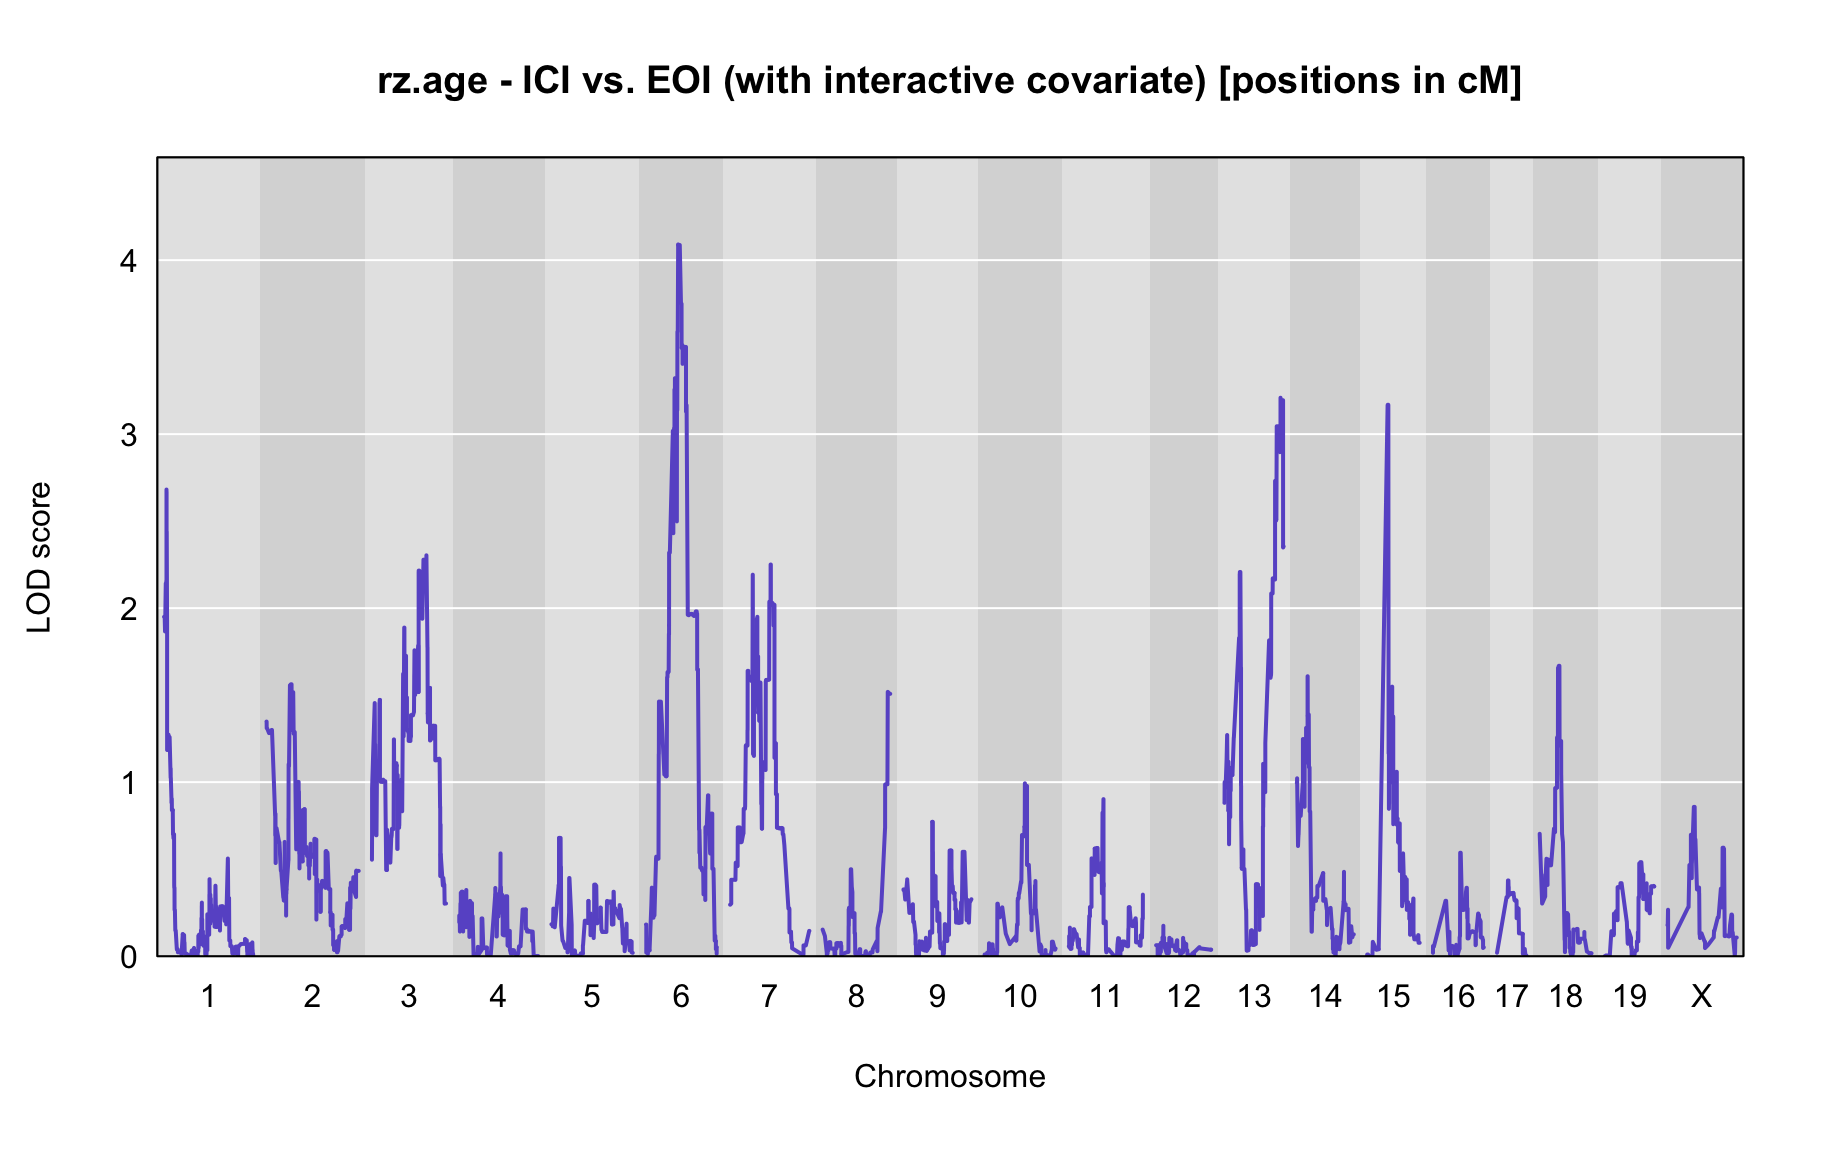 rz.age - ICI vs. EOI (with interactive covariate) [positions in cM]
LOD score
4
3
2
1
0
1 2 3 4 5 6 7 8 9 10 11 12 13 14 15 16 17 18 19 X
Chromosome